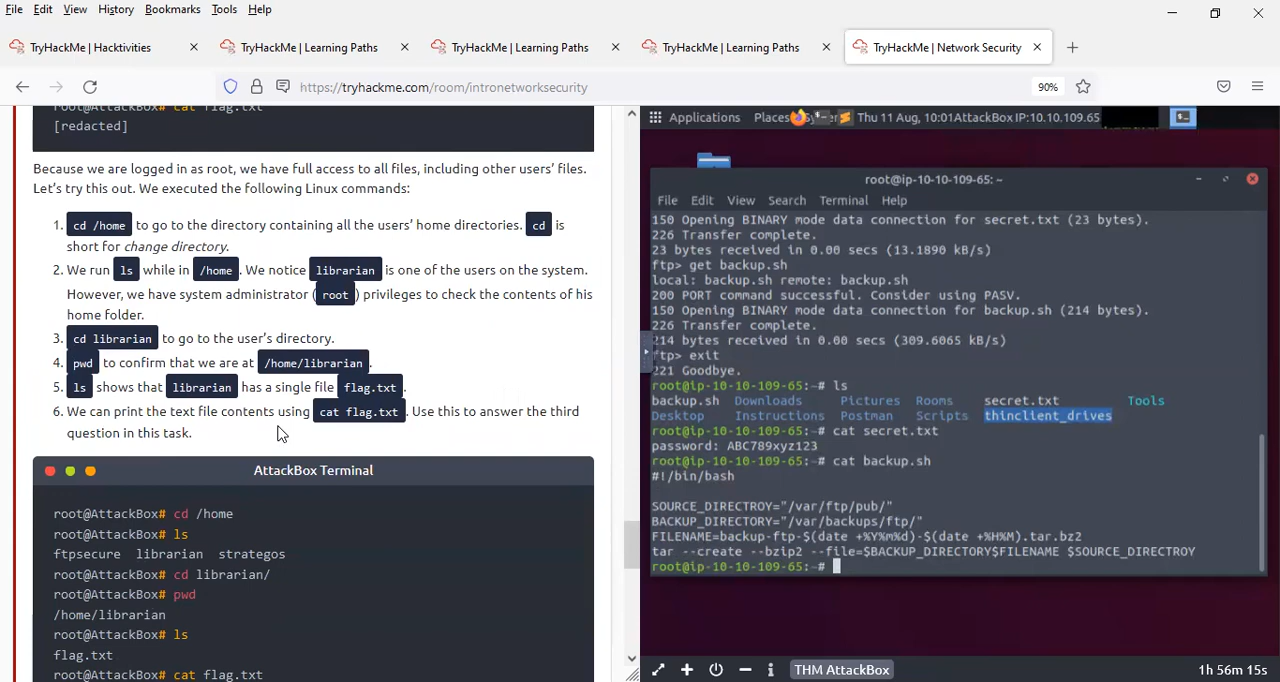 File Edit View History Bookmarks Tools Help
TryHackMe | Hacktivities
TryHackMe | Learning Paths
TryHackMe | Learning Paths
TryHackMe | Learning Paths
TryHackMe | Network Security
https://tryhackme.com/room/intronetworksecurity
90%
root@AttackBox# cat flag.txt
[redacted]
Because we are logged in as root, we have full access to all files, including other users’ files.
Let’s try this out. We executed the following Linux commands:
1. cd /home to go to the directory containing all the users’ home directories. cd is
short for change directory.
2. We run ls while in /home . We notice librarian is one of the users on the system.
However, we have system administrator ( root ) privileges to check the contents of his
home folder.
3. cd librarian to go to the user’s directory.
4. pwd to confirm that we are at /home/librarian .
5. ls shows that librarian has a single file flag.txt .
6. We can print the text file contents using cat flag.txt . Use this to answer the third
question in this task.
AttackBox Terminal
root@AttackBox# cd /home
root@AttackBox# ls
ftpsecure librarian strategos
root@AttackBox# cd librarian/
root@AttackBox# pwd
/home/librarian
root@AttackBox# ls
flag.txt
root@AttackBox# cat flag.txt
Applications Places Thu 11 Aug, 10:01 AttackBox IP:10.10.109.65
root@ip-10-10-109-65: ~
File Edit View Search Terminal Help
150 Opening BINARY mode data connection for secret.txt (23 bytes).
226 Transfer complete.
23 bytes received in 0.00 secs (13.1890 kB/s)
ftp> get backup.sh
local: backup.sh remote: backup.sh
200 PORT command successful. Consider using PASV.
150 Opening BINARY mode data connection for backup.sh (214 bytes).
226 Transfer complete.
214 bytes received in 0.00 secs (309.6065 kB/s)
ftp> exit
221 Goodbye.
root@ip-10-10-109-65:~# ls
backup.sh Downloads Pictures Rooms secret.txt Tools
Desktop Instructions Postman Scripts thinclient_drives
root@ip-10-10-109-65:~# cat secret.txt
password: ABC789xyz123
root@ip-10-10-109-65:~# cat backup.sh
#!/bin/bash
SOURCE_DIRECTROY="/var/ftp/pub/"
BACKUP_DIRECTORY="/var/backups/ftp/"
FILENAME=backup-ftp-$(date +%Y%m%d)-$(date +%H%M).tar.bz2
tar --create --bzip2 --file=$BACKUP_DIRECTORY$FILENAME $SOURCE_DIRECTROY
root@ip-10-10-109-65:~#
THM AttackBox
1h 56m 15s